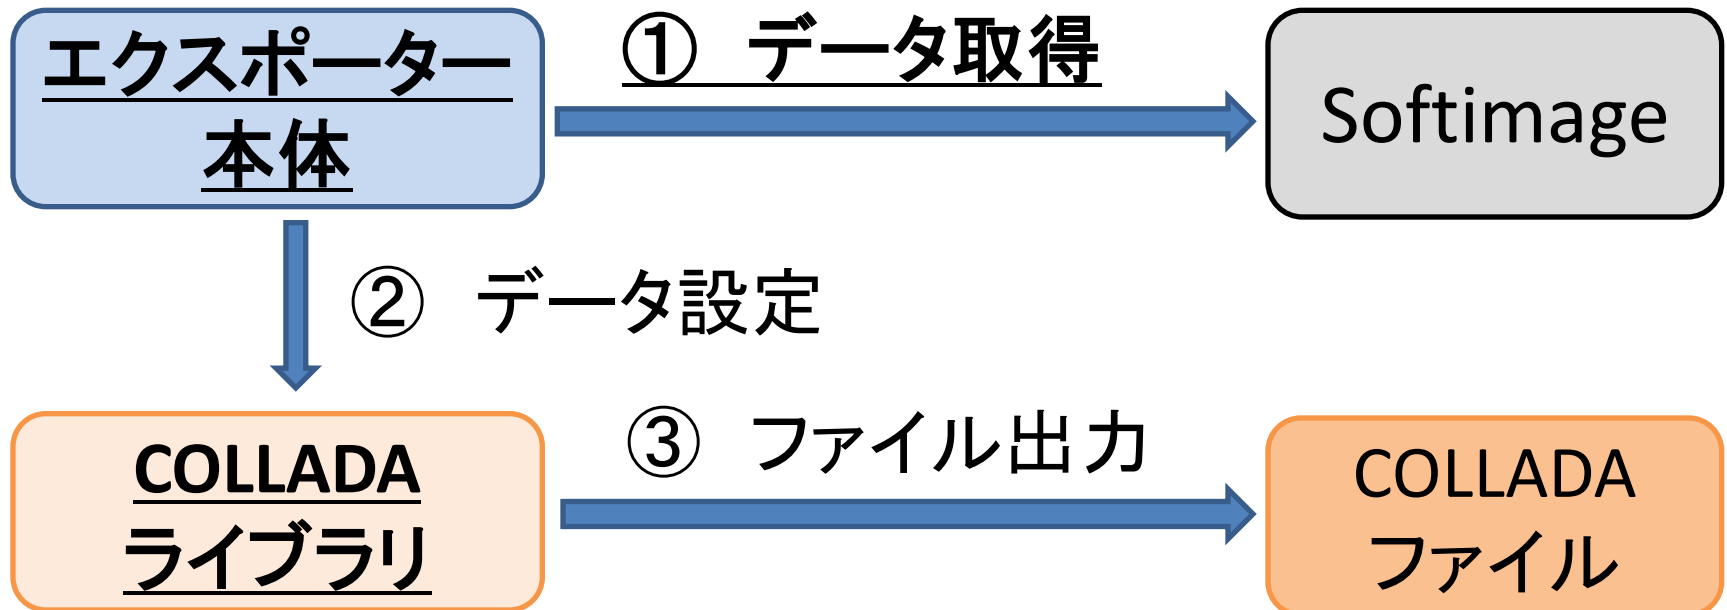 エクスポーター
本体
① データ取得
Softimage
② データ設定
COLLADA
ライブラリ
③ ファイル出力
COLLADA
ファイル